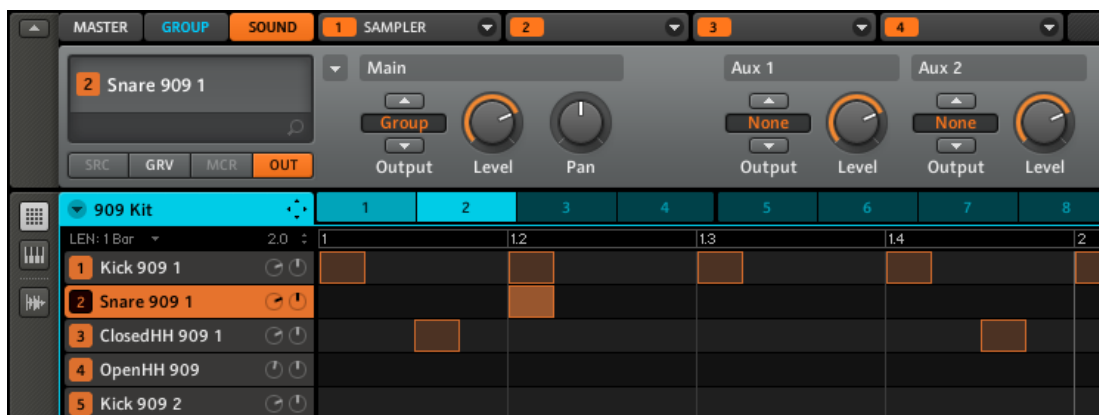 MASTER GROUP SOUND 1 SAMPLER 2 3 4
2 Snare 909 1
Main Aux 1 Aux 2
Group None None
Output Level Pan Output Level Output Level
SRC GRV MCR OUT
909 Kit 1 2 3 4 5 6 7 8
LEN: 1 Bar 2.0 1 1.2 1.3 1.4 2
1 Kick 909 1
2 Snare 909 1
3 ClosedHH 909 1
4 OpenHH 909
5 Kick 909 2